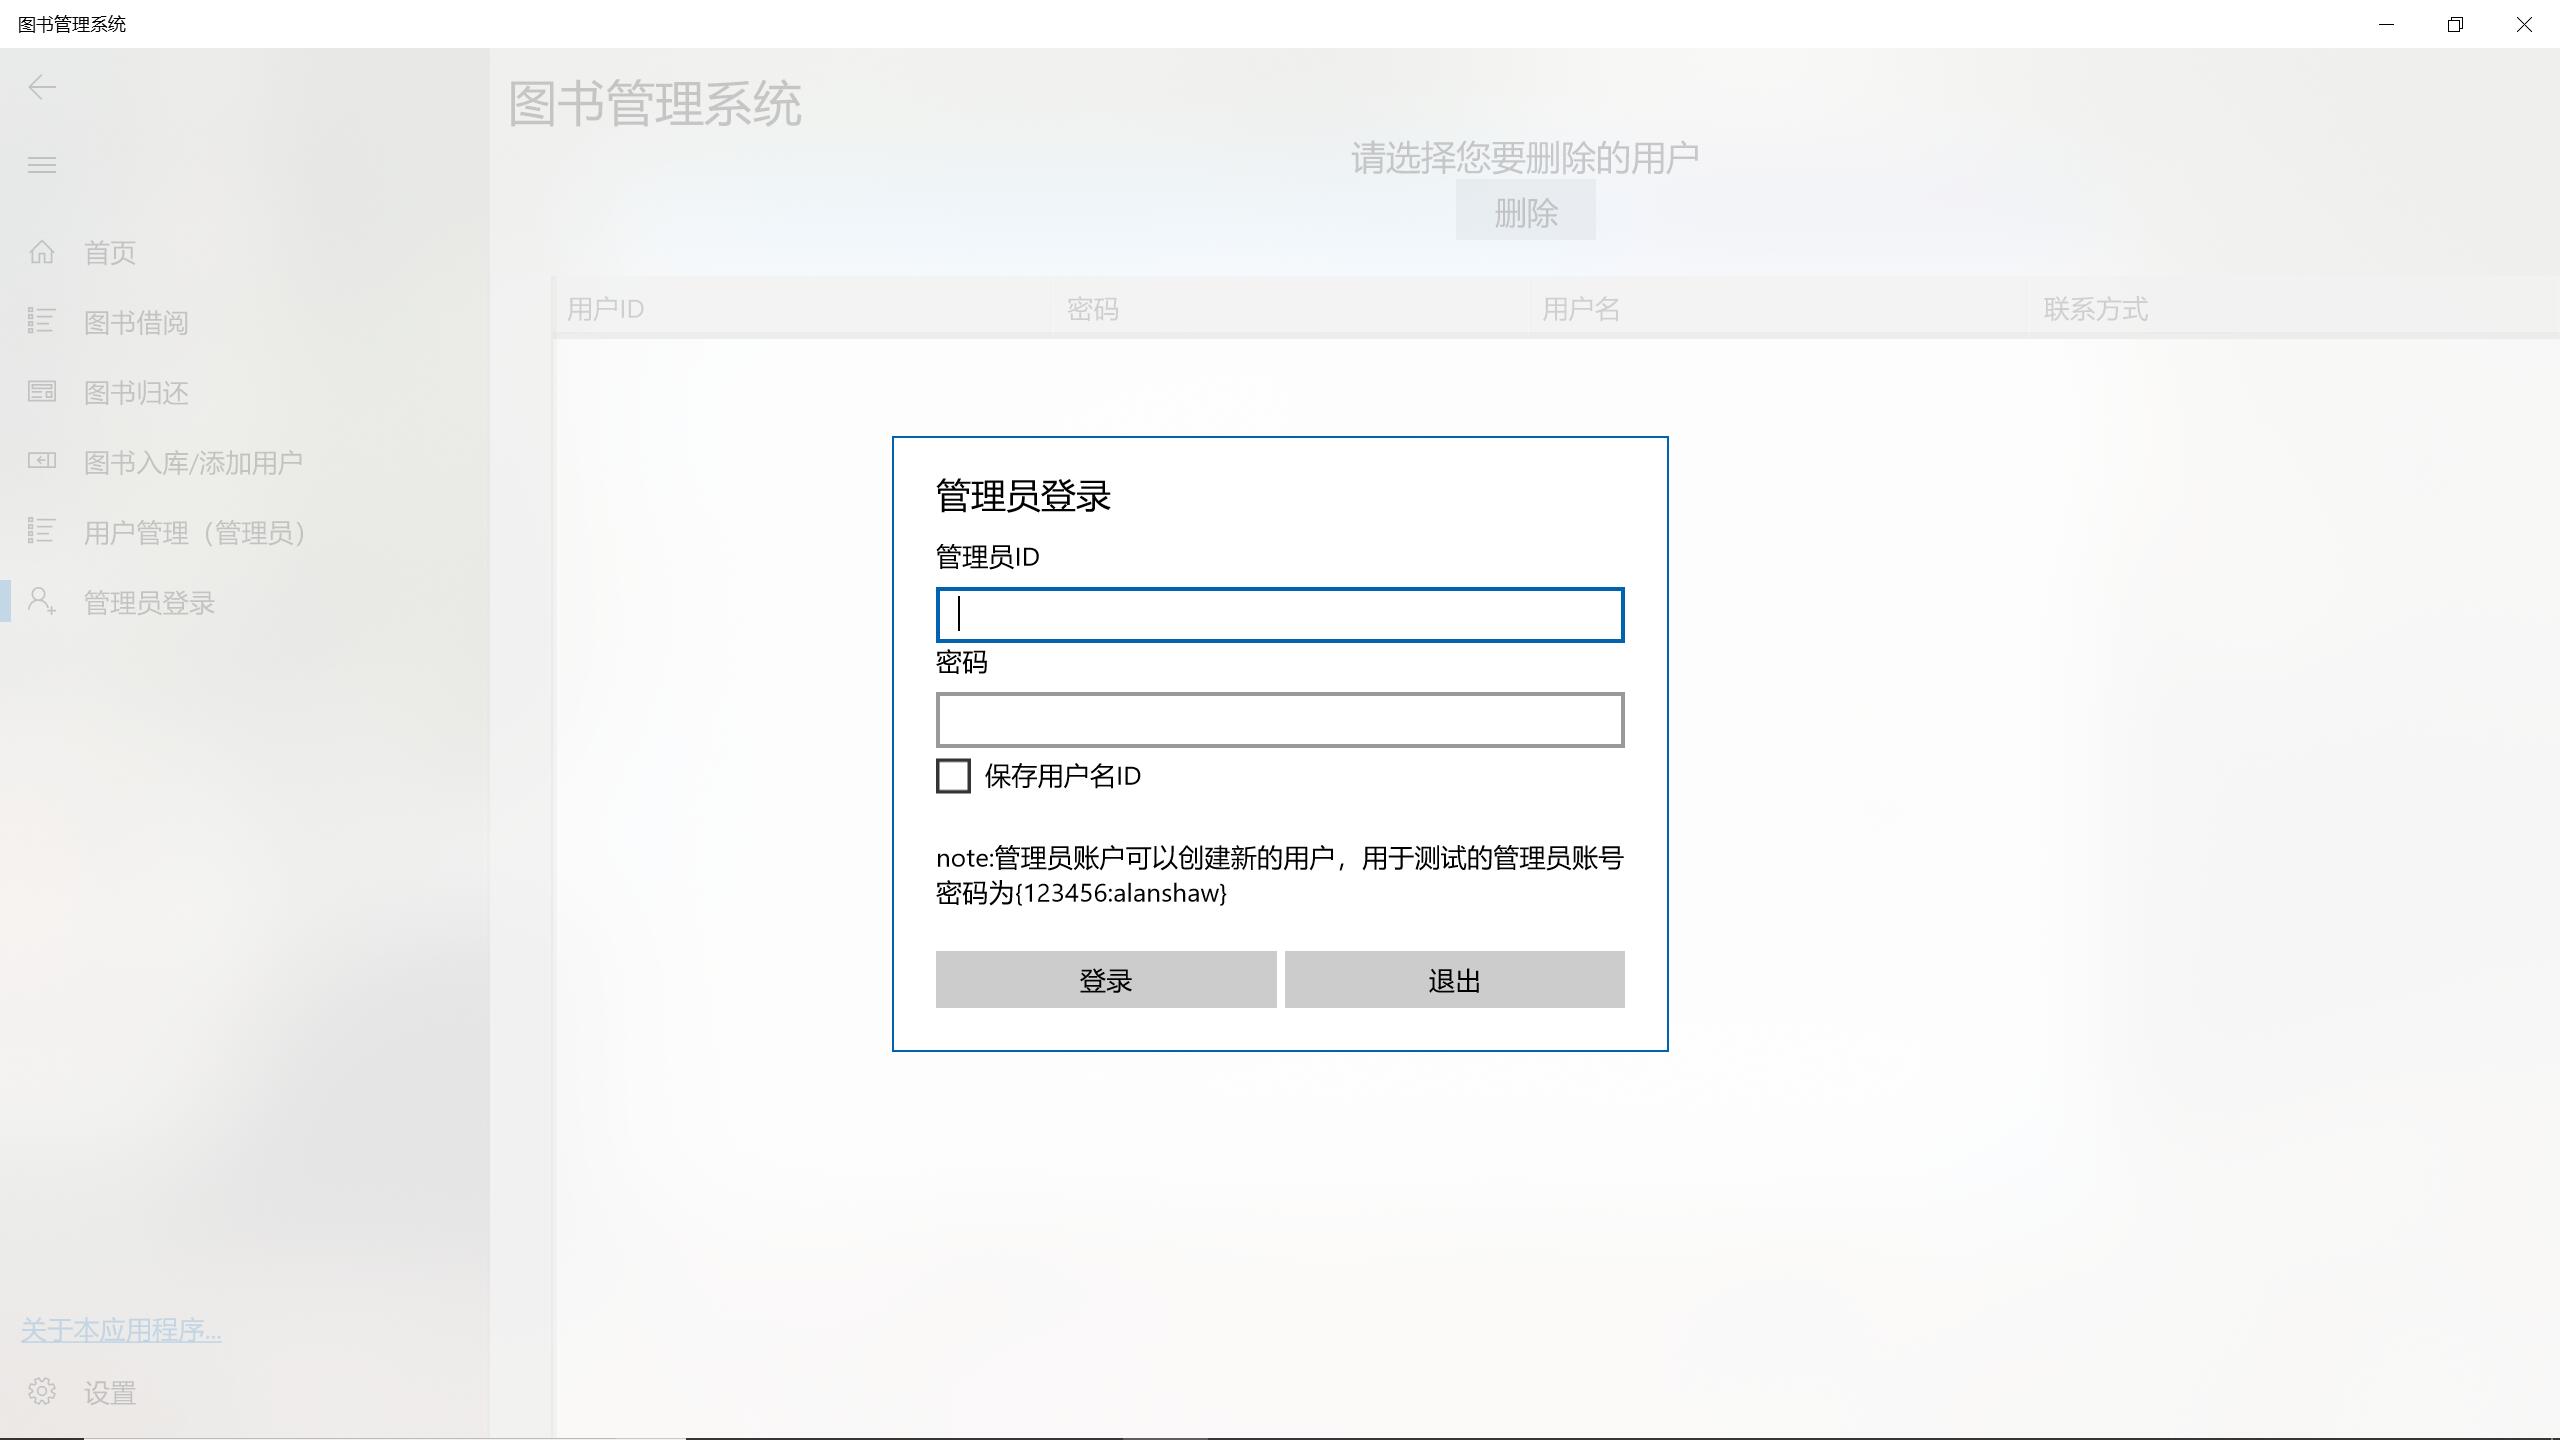 图书管理系统
图书管理系统
请选择您要删除的用户
删除
首页
图书借阅
图书归还
图书入库/添加用户
用户管理（管理员）
管理员登录
用户ID 密码 用户名 联系方式
管理员登录
管理员ID
密码
保存用户名ID
note:管理员账户可以创建新的用户，用于测试的管理员账号
密码为{123456:alanshaw}
登录 退出
关于本应用程序...
设置